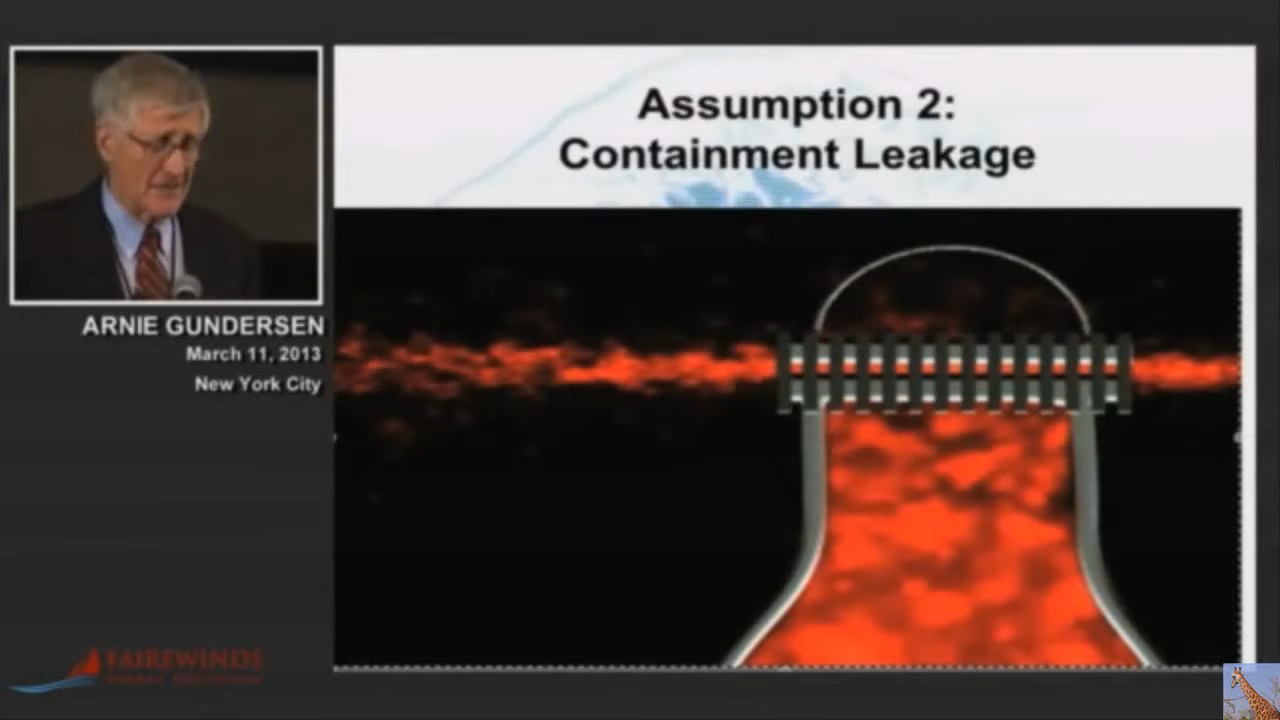 Assumption 2:
Containment Leakage
ARNIE GUNDERSEN
March 11, 2013
New York City
FAIREWINDS